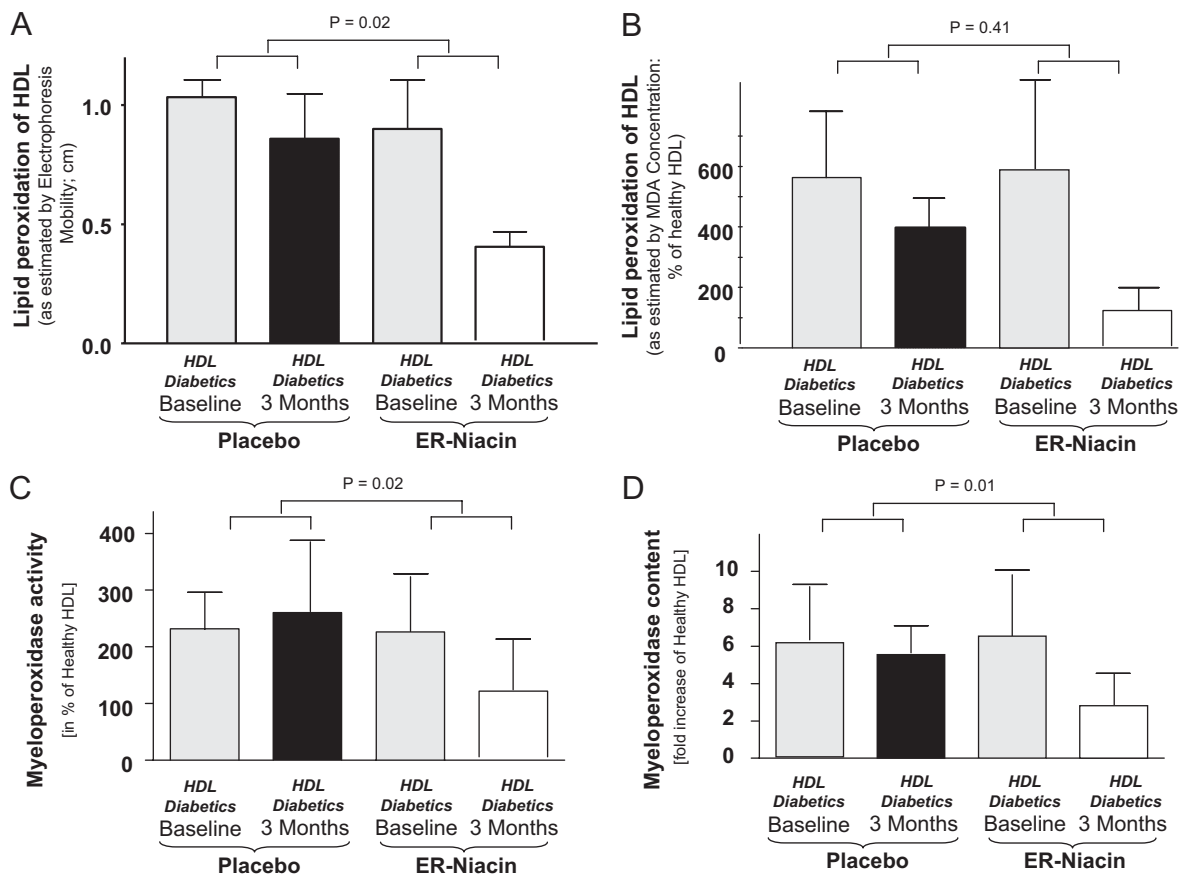 A
P = 0.02
Lipid peroxidation of HDL
(as estimated by Electrophoresis
Mobility; cm)
1.0
0.5
0.0
HDL
Diabetics
Baseline
HDL
Diabetics
3 Months
HDL
Diabetics
Baseline
HDL
Diabetics
3 Months
Placebo
ER-Niacin
B
P = 0.41
Lipid peroxidation of HDL
(as estimated by MDA Concentration:
% of healthy HDL)
600
400
200
0
HDL
Diabetics
Baseline
HDL
Diabetics
3 Months
HDL
Diabetics
Baseline
HDL
Diabetics
3 Months
Placebo
ER-Niacin
C
P = 0.02
Myeloperoxidase activity
[in % of Healthy HDL]
400
300
200
100
0
HDL
Diabetics
Baseline
HDL
Diabetics
3 Months
HDL
Diabetics
Baseline
HDL
Diabetics
3 Months
Placebo
ER-Niacin
D
P = 0.01
Myeloperoxidase content
[fold increase of Healthy HDL]
10
8
6
4
2
0
HDL
Diabetics
Baseline
HDL
Diabetics
3 Months
HDL
Diabetics
Baseline
HDL
Diabetics
3 Months
Placebo
ER-Niacin